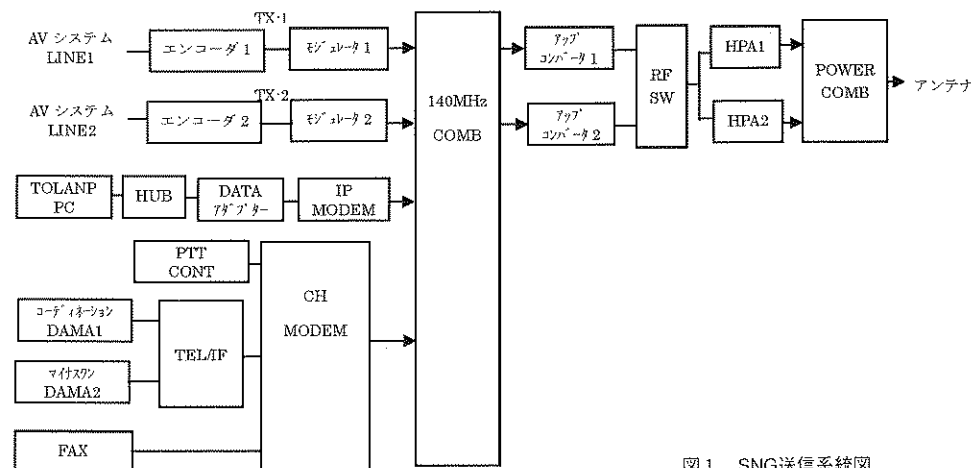 AV システム
LINE1
エンコーダ 1
TX-1
モジュレータ 1
AV システム
LINE2
エンコーダ 2
TX-2
モジュレータ 2
TOLANP
PC
HUB
DATA
アダプター
IP
MODEM
PTT
CONT
コーディネーション
DAMA1
マイナスワン
DAMA2
TEL/IF
FAX
CH
MODEM
140MHz
COMB
アップ
コンバータ 1
アップ
コンバータ 2
RF
SW
HPA1
HPA2
POWER
COMB
アンテナ
図1 SNG送信系統図